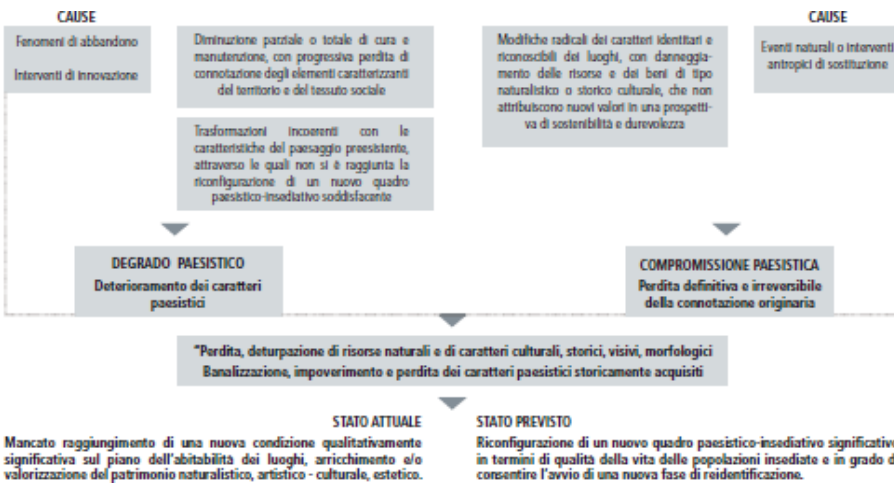 CAUSE
Fenomeni di abbandono
Interventi di innovazione
Diminuzione parziale o totale di cura e
manutenzione, con progressiva perdita di
connotazione degli elementi caratterizzanti
del territorio e del tessuto sociale
Trasformazioni incoerenti con le
caratteristiche del paesaggio preesistente,
attraverso le quali non si è raggiunta la
riconfigurazione di un nuovo quadro
paesistico-insediativo soddisfacente
Modifiche radicali dei caratteri identitari e
riconoscibili dei luoghi, con danneggia-
mento delle risorse e dei beni di tipo
naturalistico o storico culturale, che non
attribuiscono nuovi valori in una prospetti-
va di sostenibilità e durevolezza
CAUSE
Eventi naturali o interventi
antropici di sostituzione
DEGRADO PAESISTICO
Deterioramento dei caratteri
paesistici
COMPROMISSIONE PAESISTICA
Perdita definitiva e irreversibile
della connotazione originaria
"Perdita, deturpazione di risorse naturali e di caratteri culturali, storici, visivi, morfologici
Banalizzazione, impoverimento e perdita dei caratteri paesistici storicamente acquisiti
STATO ATTUALE
Mancato raggiungimento di una nuova condizione qualitativamente
significativa sul piano dell'abitabilità dei luoghi, arricchimento e/o
valorizzazione del patrimonio naturalistico, artistico - culturale, estetico.
STATO PREVISTO
Riconfigurazione di un nuovo quadro paesistico-insediativo significativo
in termini di qualità della vita delle popolazioni insediate e in grado d
consentire l'avvio di una nuova fase di reidentificazione.